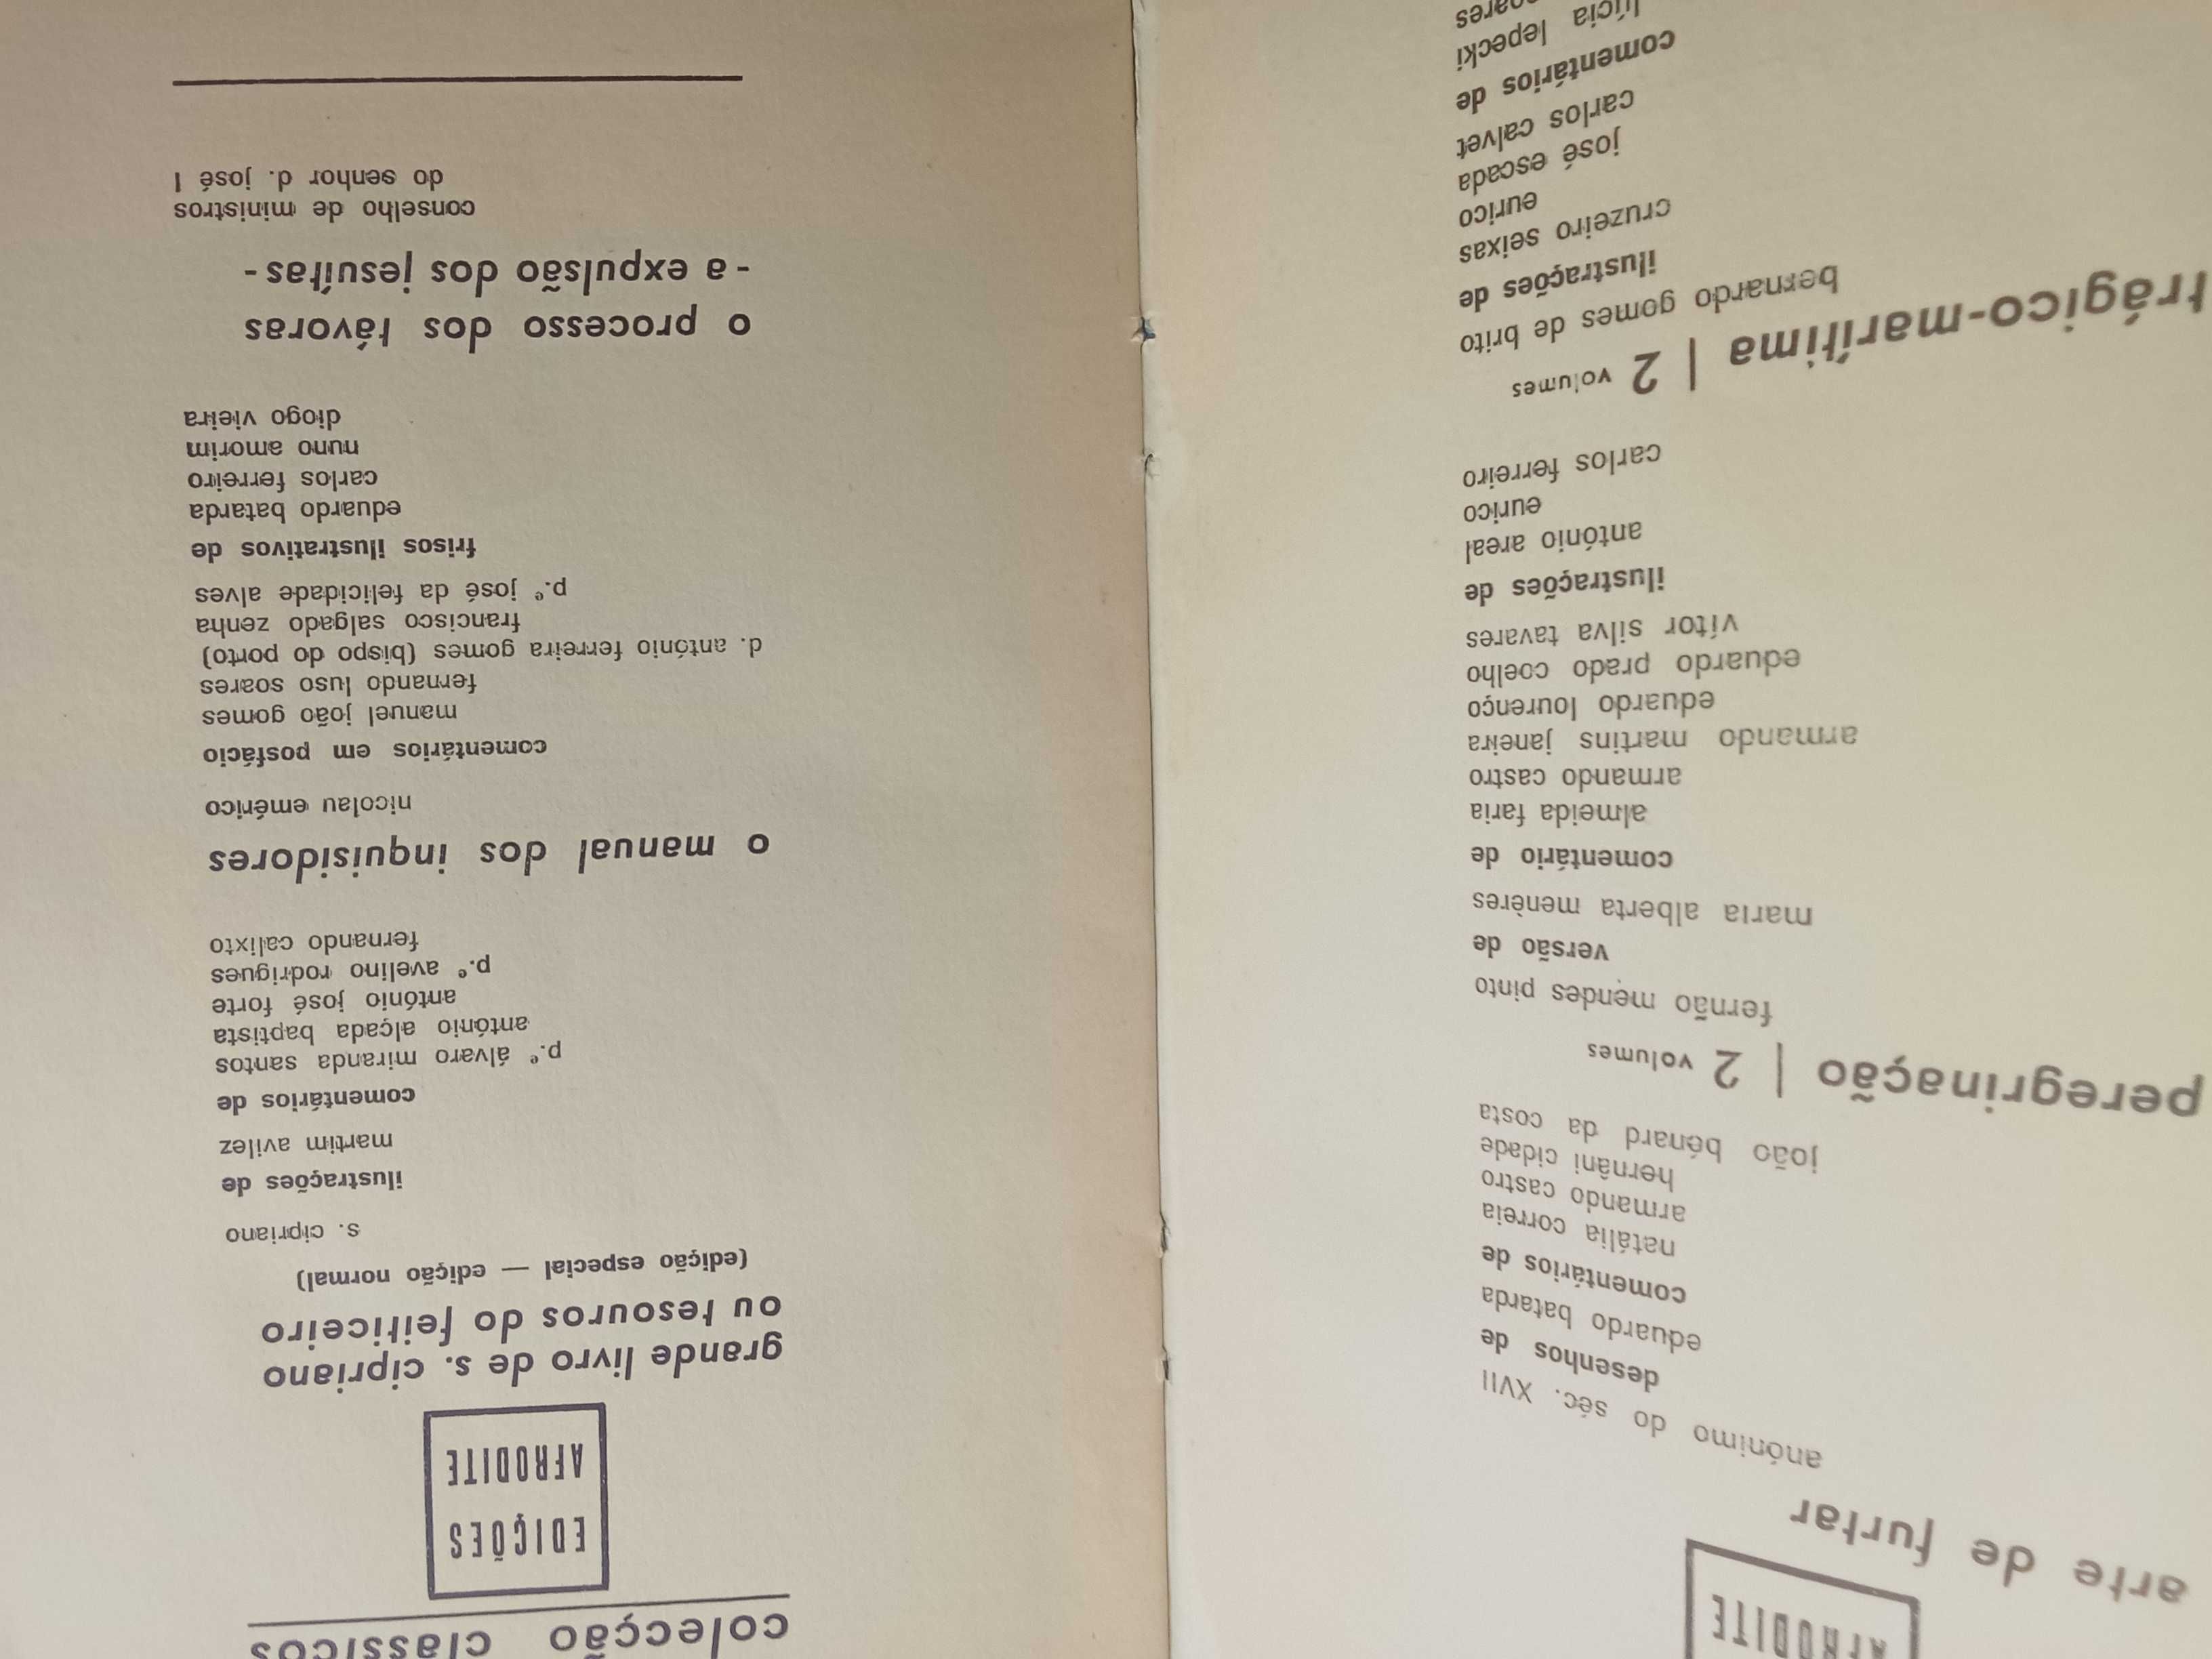 AFRODITE
arte de furtar
anónimo do séc. XVII
desenhos de
eduardo batarda
comentários de
natália correia
armando castro
hernâni cidade
joão bénard da costa
peregrinação | 2 volumes
fernão mendes pinto
versão de
maria alberta menéres
comentário de
almeida faria
armando castro
armando martins janeira
eduardo lourenço
eduardo prado coelho
vítor silva tavares
ilustrações de
antónio areal
eurico
carlos ferreiro
trágico-marítima | 2 volumes
bernardo gomes de brito
ilustrações de
cruzeiro seixas
eurico
josé escada
carlos calvet
comentários de
lúcia lepecki
colecção clássicos
EDIÇÕES
AFRODITE
grande livro de s. cipriano
ou tesouros do feiticeiro
(edição especial — edição normal)
s. cipriano
ilustrações de
martim avilez
comentários de
p.e álvaro miranda santos
antónio alçada baptista
antónio josé forte
p.e avelino rodrigues
fernando calixto
o manual dos inquisidores
nicolau emérico
comentários em posfácio
manuel joão gomes
fernando luso soares
d. antónio ferreira gomes (bispo do porto)
francisco salgado zenha
p.e josé da felicidade alves
frisos ilustrativos de
eduardo batarda
carlos ferreiro
nuno amorim
diogo vieira
o processo dos távoras
- a expulsão dos jesuítas -
conselho de ministros
do senhor d. josé I